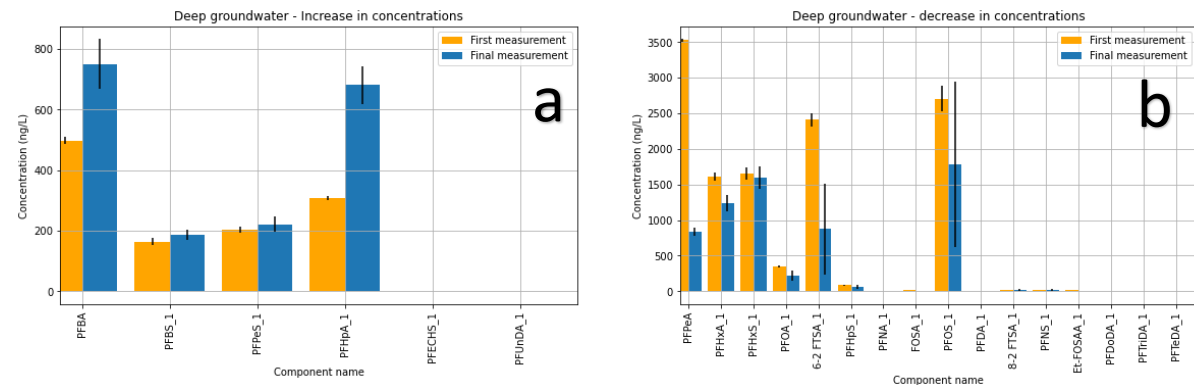 Deep groundwater - Increase in concentrations
First measurement
Final measurement
a
Concentration (ng/L)
800
600
400
200
0
PFBA
PFBS_1
PFPeS_1
PFHpA_1
PFECHS_1
PFUnDA_1
Component name
Deep groundwater - decrease in concentrations
First measurement
Final measurement
b
Concentration (ng/L)
3500
3000
2500
2000
1500
1000
500
0
PFPeA
PFHxA_1
PFHxS_1
PFOA_1
6-2 FTSA_1
PFHpS_1
PFNA_1
FOSA_1
PFOS_1
PFDA_1
8-2 FTSA_1
PFNS_1
Et-FOSAA_1
PFDoDA_1
PFTriDA_1
PFTeDA_1
Component name